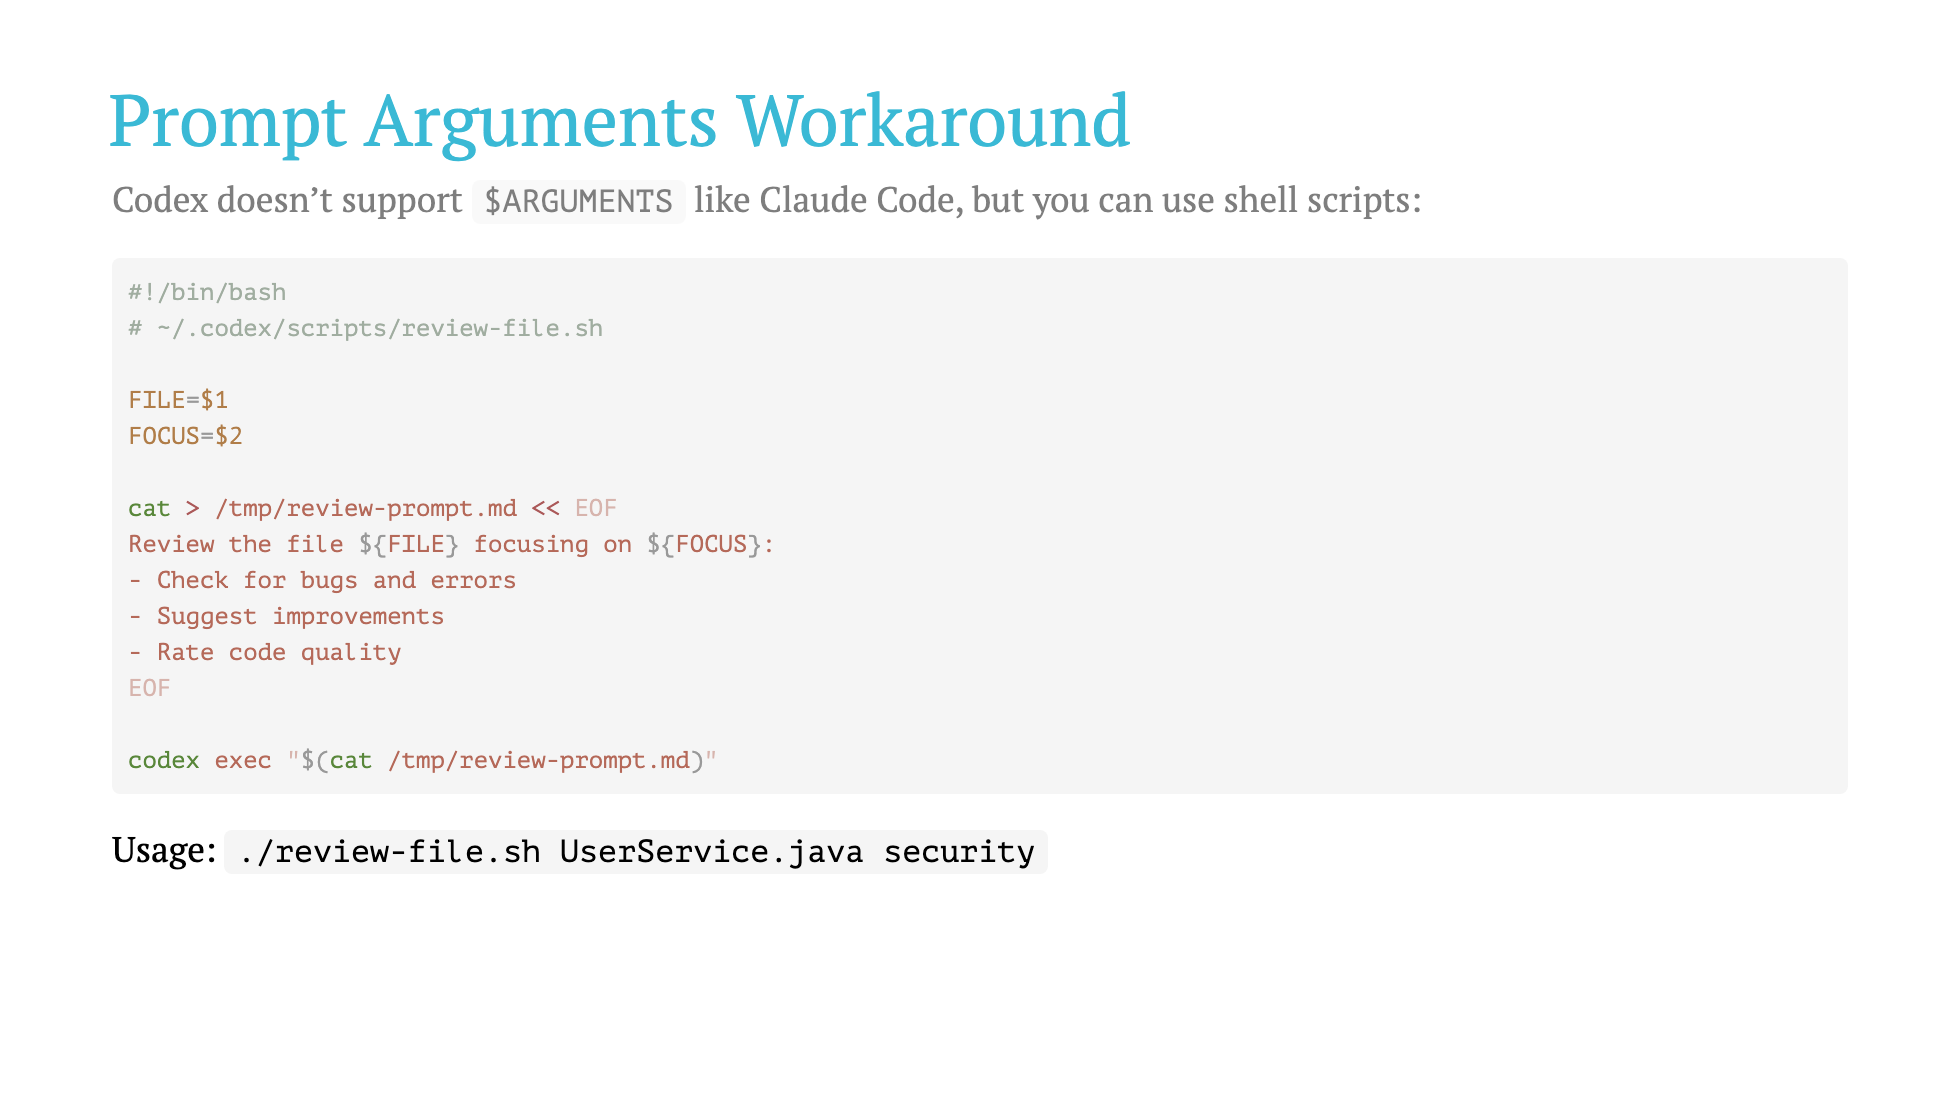 Prompt Arguments Workaround
Codex doesn’t support $ARGUMENTS like Claude Code, but you can use shell scripts:
#!/bin/bash
# ~/.codex/scripts/review-file.sh
FILE=$1
FOCUS=$2
cat > /tmp/review-prompt.md << EOF
Review the file ${FILE} focusing on ${FOCUS}:
- Check for bugs and errors
- Suggest improvements
- Rate code quality
EOF
codex exec "$(cat /tmp/review-prompt.md)"
Usage: ./review-file.sh UserService.java security